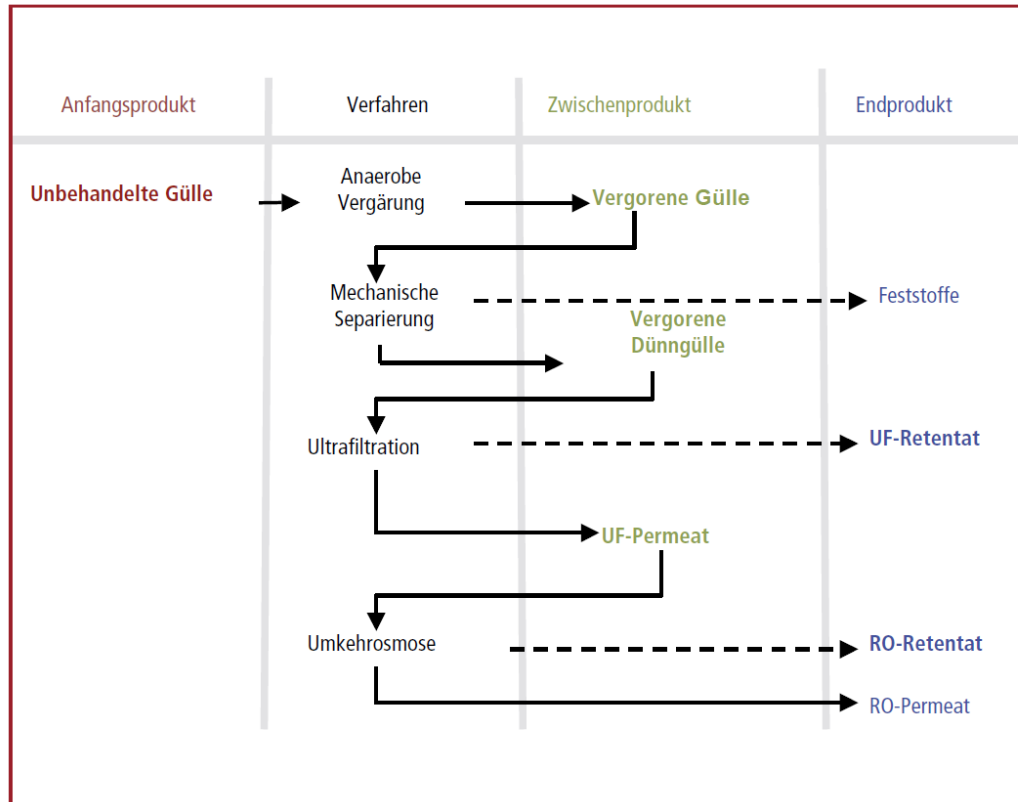 Anfangsprodukt
Verfahren
Zwischenprodukt
Endprodukt
Unbehandelte Gülle
Anaerobe
Vergärung
Vergorene Gülle
Mechanische
Separierung
Feststoffe
Vergorene
Dünngülle
Ultrafiltration
UF-Retentat
UF-Permeat
Umkehrosmose
RO-Retentat
RO-Permeat